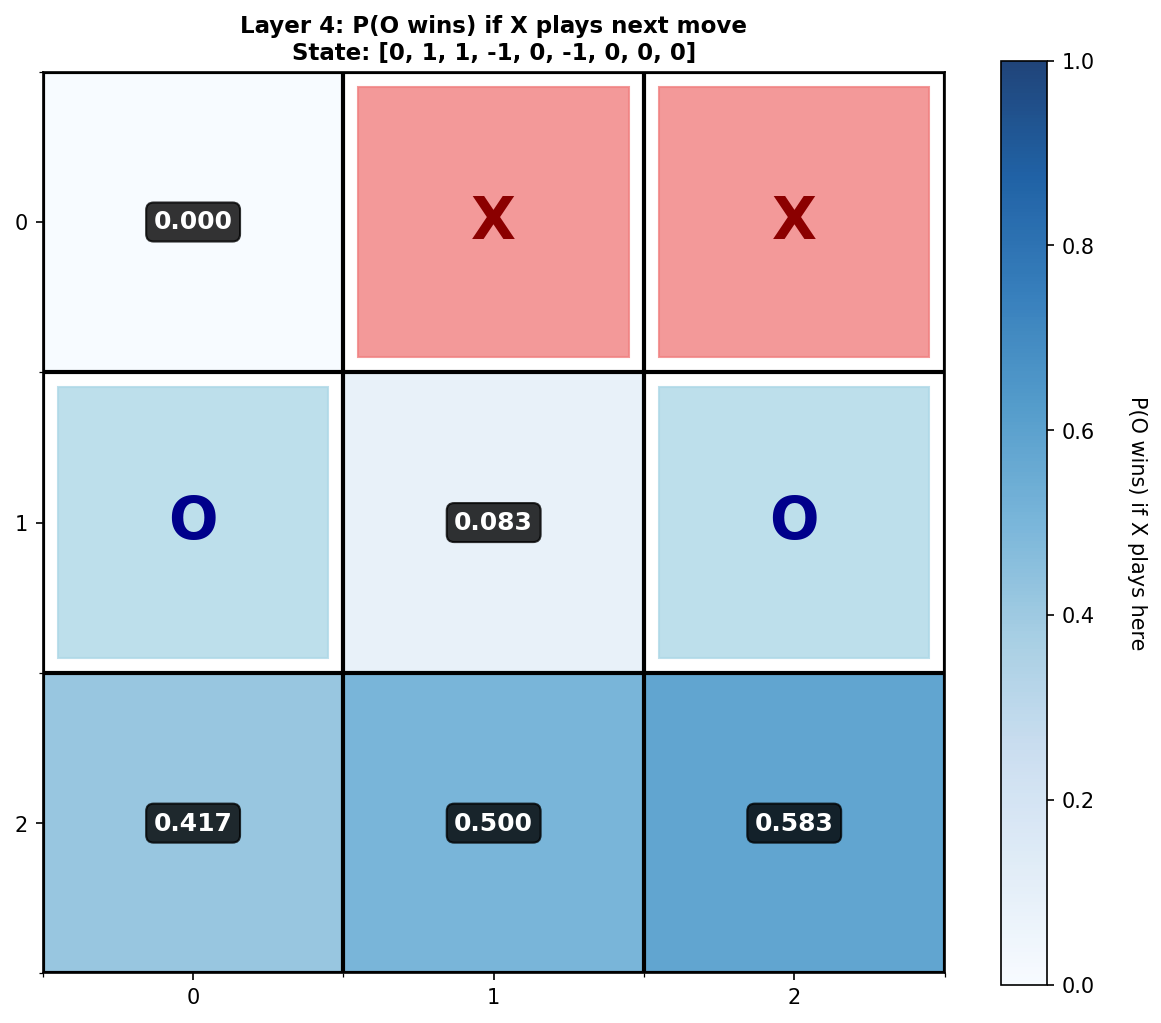 Layer 4: P(O wins) if X plays next move
State: [0, 1, 1, -1, 0, -1, 0, 0, 0]
0
0.000
X
X
1
O
0.083
O
2
0.417
0.500
0.583
0
1
2
1.0
0.8
0.6
0.4
0.2
0.0
P(O wins) if X plays here